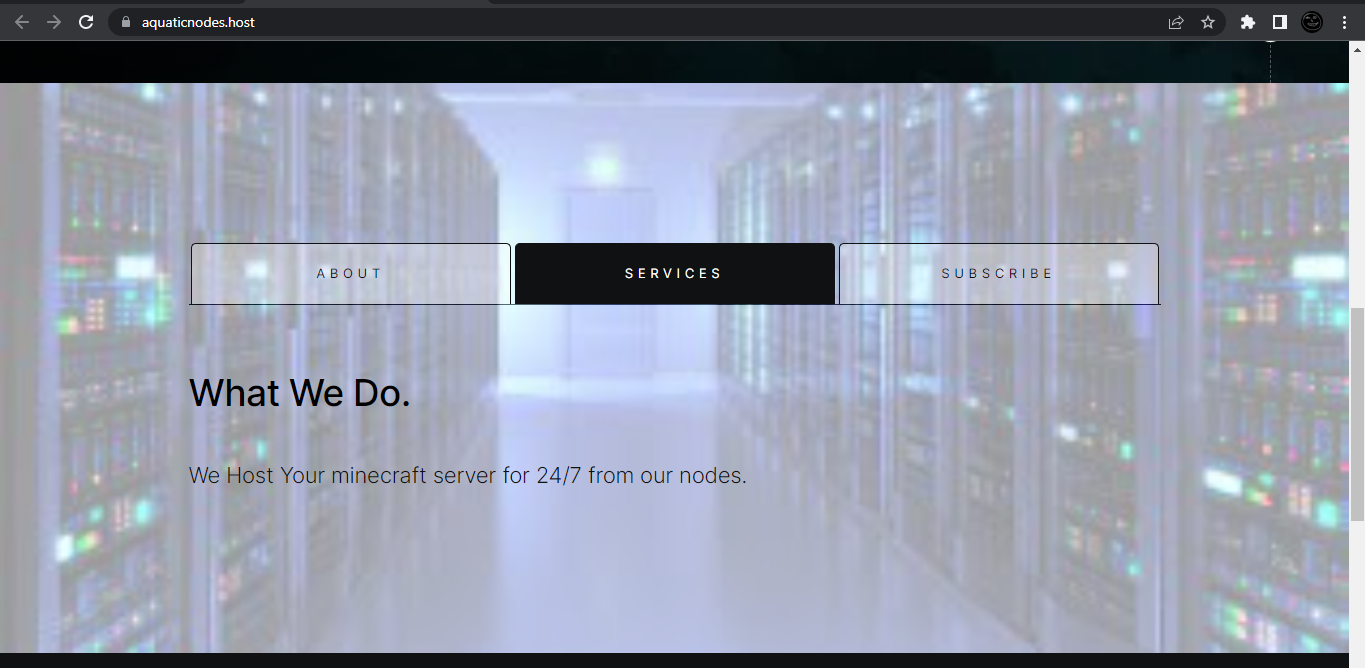 aquaticnodes.host
ABOUT
SERVICES
SUBSCRIBE
What We Do.
We Host Your minecraft server for 24/7 from our nodes.